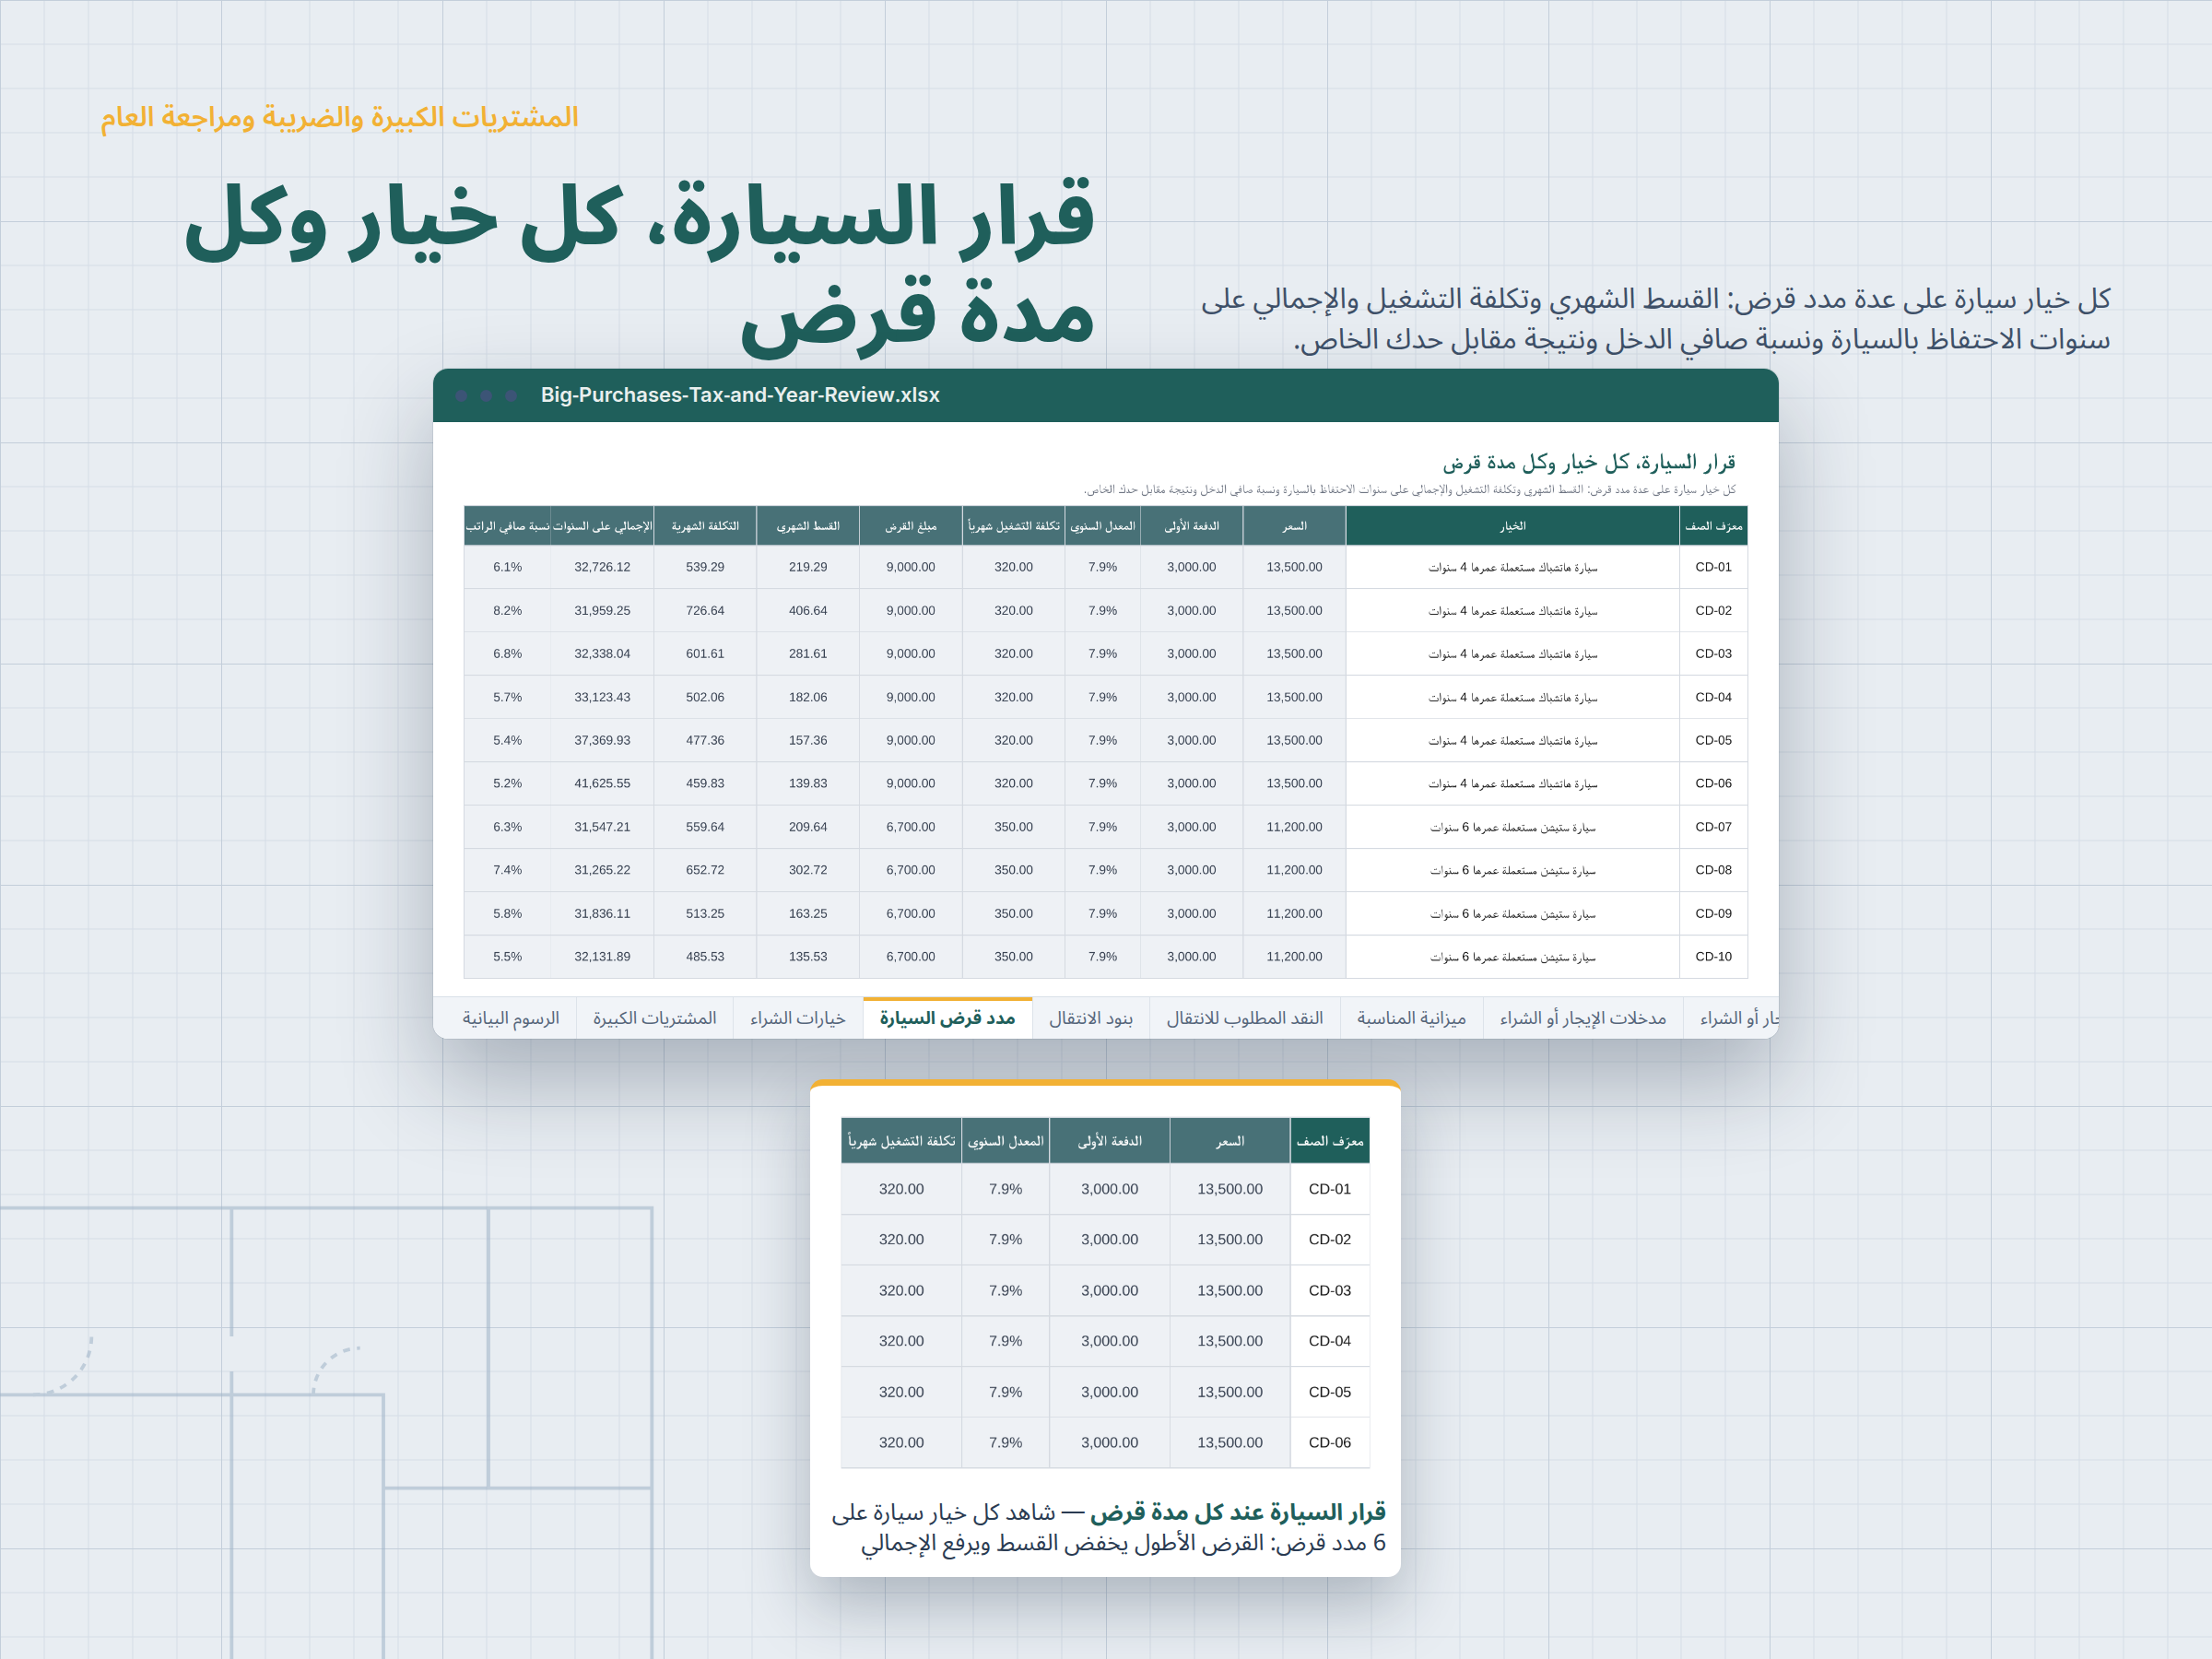 المشتريات الكبيرة والضريبة ومراجعة العام
قرار السيارة، كل خيار وكل
مدة قرض
كل خيار سيارة على عدة مدد قرض: القسط الشهري وتكلفة التشغيل والإجمالي على
سنوات الاحتفاظ بالسيارة ونسبة صافي الدخل ونتيجة مقابل حدك الخاص.
Big-Purchases-Tax-and-Year-Review.xlsx
قرار السيارة، كل خيار وكل مدة قرض
كل خيار سيارة على عدة مدد قرض: القسط الشهري وتكلفة التشغيل والإجمالي على سنوات الاحتفاظ بالسيارة ونسبة صافي الدخل ونتيجة مقابل حدك الخاص.
معرّف الصف الخيار السعر الدفعة الأولى المعدل السنوي تكلفة التشغيل شهرياً مبلغ القرض القسط الشهري التكلفة الشهرية الإجمالي على السنوات نسبة صافي الراتب
CD-01 سيارة هاتشباك مستعملة عمرها 4 سنوات 13,500.00 3,000.00 7.9% 320.00 9,000.00 219.29 539.29 32,726.12 6.1%
CD-02 سيارة هاتشباك مستعملة عمرها 4 سنوات 13,500.00 3,000.00 7.9% 320.00 9,000.00 406.64 726.64 31,959.25 8.2%
CD-03 سيارة هاتشباك مستعملة عمرها 4 سنوات 13,500.00 3,000.00 7.9% 320.00 9,000.00 281.61 601.61 32,338.04 6.8%
CD-04 سيارة هاتشباك مستعملة عمرها 4 سنوات 13,500.00 3,000.00 7.9% 320.00 9,000.00 182.06 502.06 33,123.43 5.7%
CD-05 سيارة هاتشباك مستعملة عمرها 4 سنوات 13,500.00 3,000.00 7.9% 320.00 9,000.00 157.36 477.36 37,369.93 5.4%
CD-06 سيارة هاتشباك مستعملة عمرها 4 سنوات 13,500.00 3,000.00 7.9% 320.00 9,000.00 139.83 459.83 41,625.55 5.2%
CD-07 سيارة ستيشن مستعملة عمرها 6 سنوات 11,200.00 3,000.00 7.9% 350.00 6,700.00 209.64 559.64 31,547.21 6.3%
CD-08 سيارة ستيشن مستعملة عمرها 6 سنوات 11,200.00 3,000.00 7.9% 350.00 6,700.00 302.72 652.72 31,265.22 7.4%
CD-09 سيارة ستيشن مستعملة عمرها 6 سنوات 11,200.00 3,000.00 7.9% 350.00 6,700.00 163.25 513.25 31,836.11 5.8%
CD-10 سيارة ستيشن مستعملة عمرها 6 سنوات 11,200.00 3,000.00 7.9% 350.00 6,700.00 135.53 485.53 32,131.89 5.5%
أو الشراء مدخلات الإيجار أو الشراء ميزانية المناسبة النقد المطلوب للانتقال بنود الانتقال مدد قرض السيارة خيارات الشراء المشتريات الكبيرة الرسوم البيانية
معرّف الصف السعر الدفعة الأولى المعدل السنوي تكلفة التشغيل شهرياً
CD-01 13,500.00 3,000.00 7.9% 320.00
CD-02 13,500.00 3,000.00 7.9% 320.00
CD-03 13,500.00 3,000.00 7.9% 320.00
CD-04 13,500.00 3,000.00 7.9% 320.00
CD-05 13,500.00 3,000.00 7.9% 320.00
CD-06 13,500.00 3,000.00 7.9% 320.00
قرار السيارة عند كل مدة قرض — شاهد كل خيار سيارة على
6 مدد قرض: القرض الأطول يخفض القسط ويرفع الإجمالي